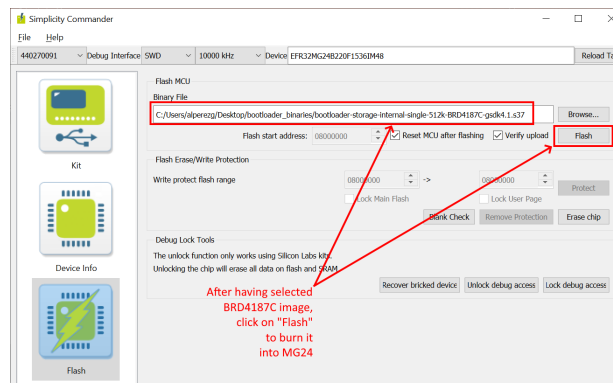 Simplicity Commander
File Help
440270091 Debug Interface SWD 10000 kHz Device EFR32MG24B220F1536IM48 Reload Ta
Flash MCU
Binary File
C:/Users/alperezg/Desktop/bootloader_binaries/bootloader-storage-internal-single-512k-BRD4187C-gsdk4.1.s37 Browse...
Flash start address: 08000000 Reset MCU after flashing Verify upload Flash
Kit
Flash Erase/Write Protection
Write protect flash range 08000000 -> 08000000 Protect
Lock Main Flash Lock User Page
Blank Check Remove Protection Erase chip
Device Info
Debug Lock Tools
The unlock function only works using Silicon Labs kits.
Unlocking the chip will erase all data on flash and SRAM.
Recover bricked device Unlock debug access Lock debug access
After having selected
BRD4187C image,
click on "Flash"
to burn it
into MG24
Flash